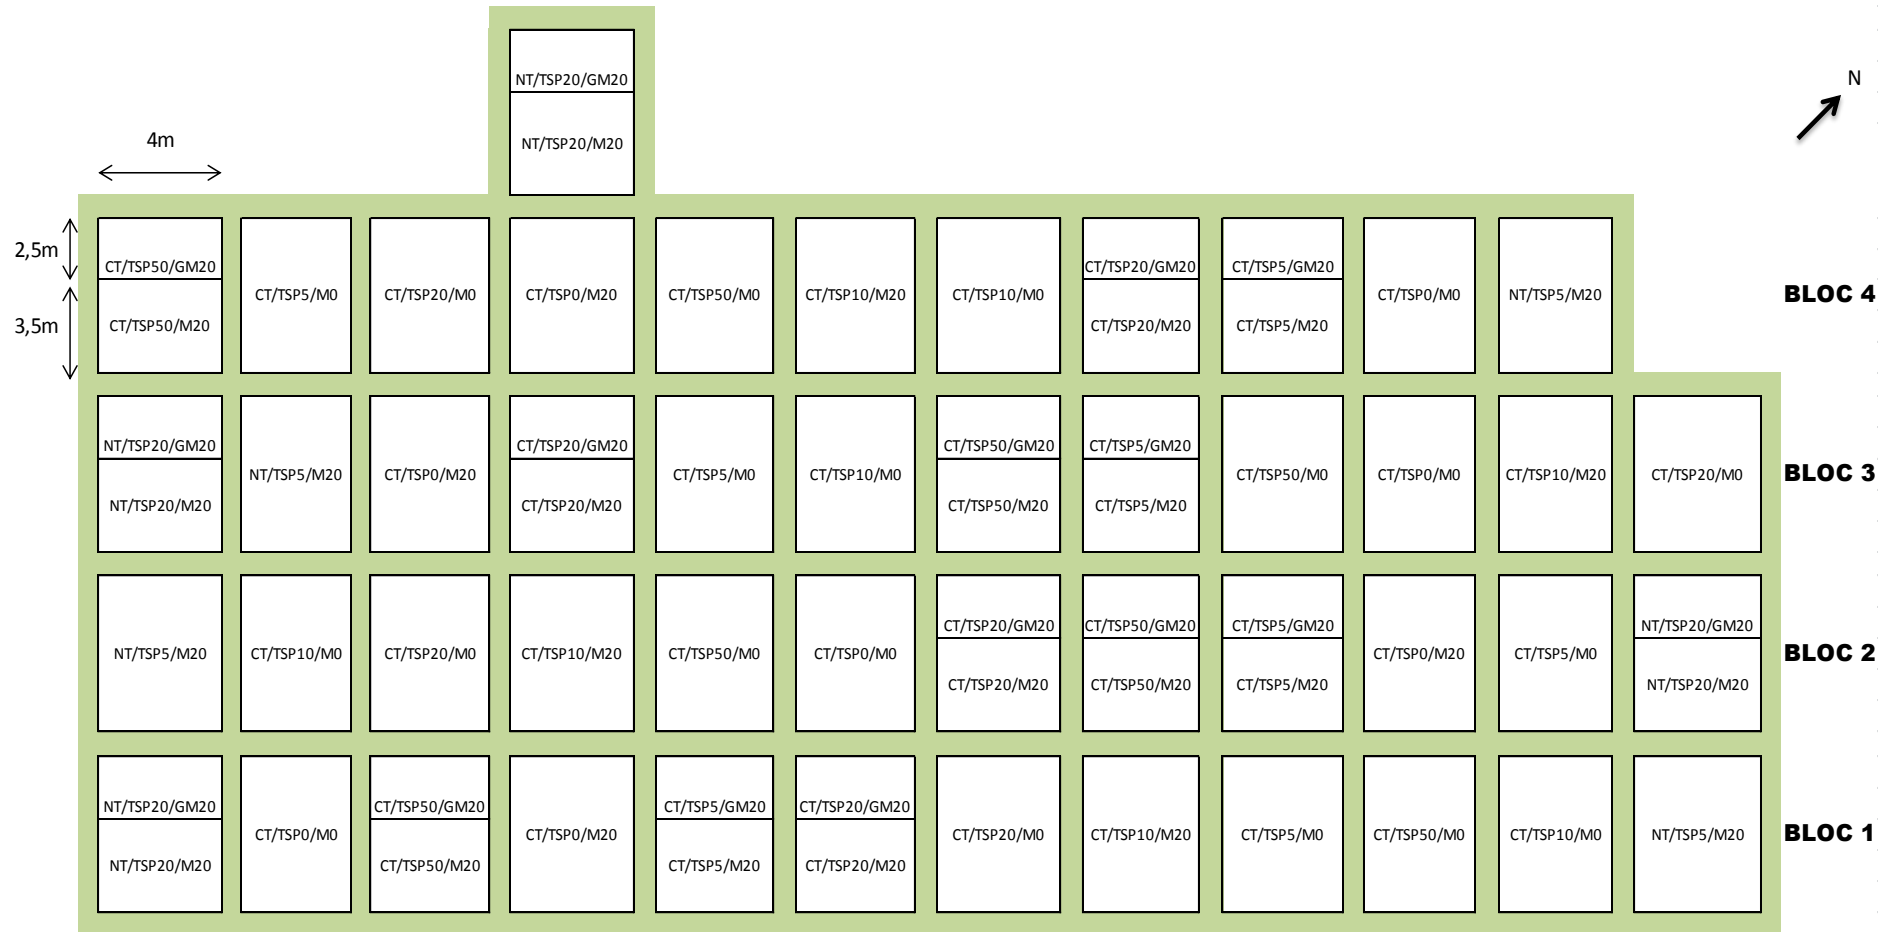 NT/TSP20/GM20
NT/TSP20/M20
N
4m
2,5m
3,5m
CT/TSP50/GM20
CT/TSP50/M20
CT/TSP5/M0
CT/TSP20/M0
CT/TSP0/M20
CT/TSP50/M0
CT/TSP10/M20
CT/TSP10/M0
CT/TSP20/GM20
CT/TSP20/M20
CT/TSP5/GM20
CT/TSP5/M20
CT/TSP0/M0
NT/TSP5/M20
BLOC 4
NT/TSP20/GM20
NT/TSP20/M20
NT/TSP5/M20
CT/TSP0/M20
CT/TSP20/GM20
CT/TSP20/M20
CT/TSP5/M0
CT/TSP10/M0
CT/TSP50/GM20
CT/TSP50/M20
CT/TSP5/GM20
CT/TSP5/M20
CT/TSP50/M0
CT/TSP0/M0
CT/TSP10/M20
CT/TSP20/M0
BLOC 3
NT/TSP5/M20
CT/TSP10/M0
CT/TSP20/M0
CT/TSP10/M20
CT/TSP50/M0
CT/TSP0/M0
CT/TSP20/GM20
CT/TSP20/M20
CT/TSP50/GM20
CT/TSP50/M20
CT/TSP5/GM20
CT/TSP5/M20
CT/TSP0/M20
CT/TSP5/M0
NT/TSP20/GM20
NT/TSP20/M20
BLOC 2
NT/TSP20/GM20
NT/TSP20/M20
CT/TSP0/M0
CT/TSP50/GM20
CT/TSP50/M20
CT/TSP0/M20
CT/TSP5/GM20
CT/TSP5/M20
CT/TSP20/GM20
CT/TSP20/M20
CT/TSP20/M0
CT/TSP10/M20
CT/TSP5/M0
CT/TSP50/M0
CT/TSP10/M0
NT/TSP5/M20
BLOC 1